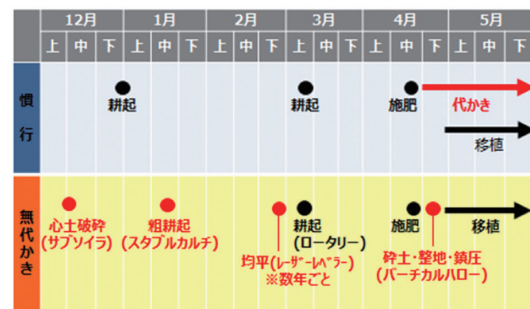 12月 1月 2月 3月 4月 5月
上 中 下 上 中 下 上 中 下 上 中 下 上 中 下 上 中 下
慣行
耕起 耕起 施肥 代かき
移植
無代かき
心土破砕 粗耕起 耕起 施肥 移植
(サブソイラ) (スタブルカルチ) (ロータリー)
均平(ﾚｰｻﾞｰﾚﾍﾞﾗｰ) 砕土・整地・鎮圧
※数年ごと (バーチカルハロー)